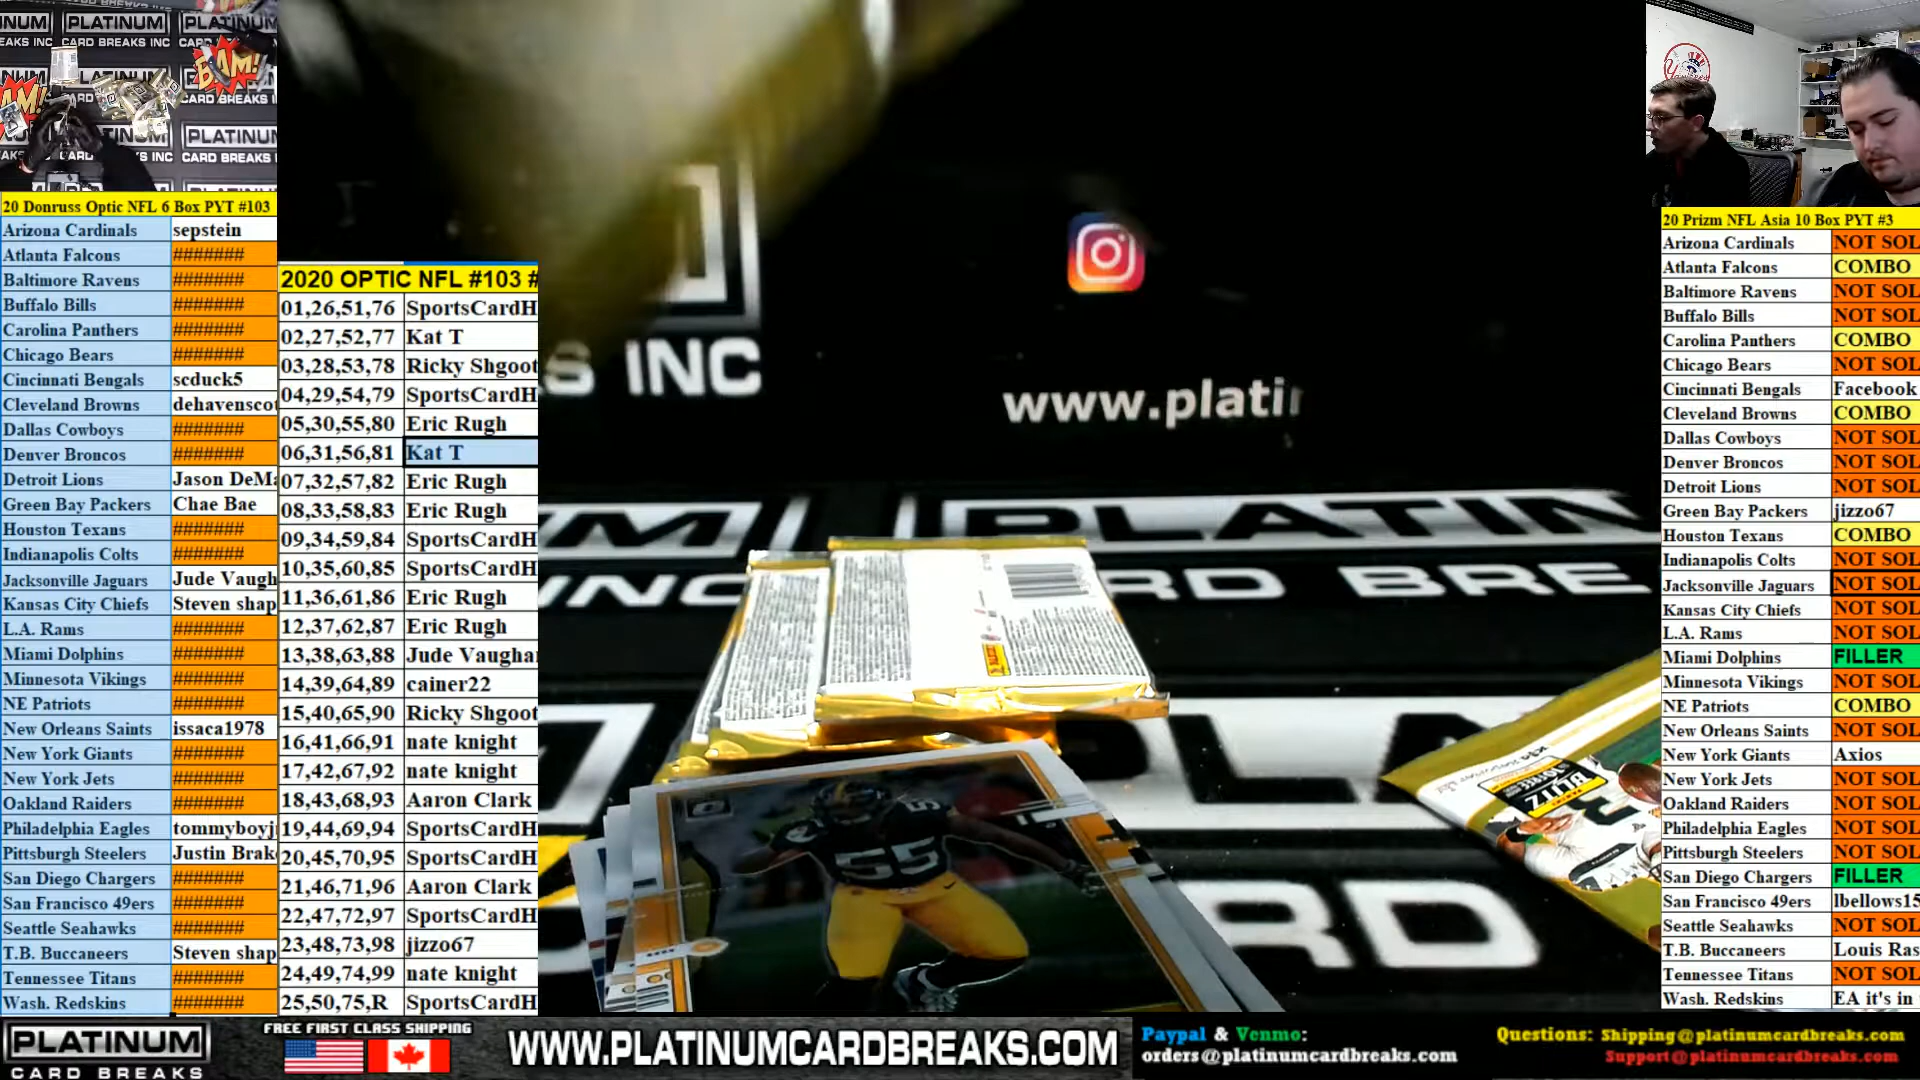 20 Donruss Optic NFL 6 Box PYT #103
Arizona Cardinals sepstein
Atlanta Falcons #######
Baltimore Ravens #######
Buffalo Bills #######
Carolina Panthers #######
Chicago Bears #######
Cincinnati Bengals scduck5
Cleveland Browns dehavenscot
Dallas Cowboys #######
Denver Broncos #######
Detroit Lions Jason DeMa
Green Bay Packers Chae Bae
Houston Texans #######
Indianapolis Colts #######
Jacksonville Jaguars Jude Vaugh
Kansas City Chiefs Steven shap
L.A. Rams #######
Miami Dolphins #######
Minnesota Vikings #######
NE Patriots #######
New Orleans Saints issaca1978
New York Giants #######
New York Jets #######
Oakland Raiders #######
Philadelphia Eagles tommyboyj
Pittsburgh Steelers Justin Brak
San Diego Chargers #######
San Francisco 49ers #######
Seattle Seahawks #######
T.B. Buccaneers Steven shap
Tennessee Titans #######
Wash. Redskins #######
2020 OPTIC NFL #103 #
01,26,51,76 SportsCardH
02,27,52,77 Kat T
03,28,53,78 Ricky Shgoot
04,29,54,79 SportsCardH
05,30,55,80 Eric Rugh
06,31,56,81 Kat T
07,32,57,82 Eric Rugh
08,33,58,83 Eric Rugh
09,34,59,84 SportsCardH
10,35,60,85 SportsCardH
11,36,61,86 Eric Rugh
12,37,62,87 Eric Rugh
13,38,63,88 Jude Vaugha
14,39,64,89 cainer22
15,40,65,90 Ricky Shgoot
16,41,66,91 nate knight
17,42,67,92 nate knight
18,43,68,93 Aaron Clark
19,44,69,94 SportsCardH
20,45,70,95 SportsCardH
21,46,71,96 Aaron Clark
22,47,72,97 SportsCardH
23,48,73,98 jizzo67
24,49,74,99 nate knight
25,50,75,R SportsCardH
S INC
www.plati
M PLATIN
INC RD BRE
BLITZ
55
RD
20 Prizm NFL Asia 10 Box PYT #3
Arizona Cardinals NOT SOL
Atlanta Falcons COMBO
Baltimore Ravens NOT SOL
Buffalo Bills NOT SOL
Carolina Panthers COMBO
Chicago Bears NOT SOL
Cincinnati Bengals Facebook
Cleveland Browns COMBO
Dallas Cowboys NOT SOL
Denver Broncos NOT SOL
Detroit Lions NOT SOL
Green Bay Packers jizzo67
Houston Texans COMBO
Indianapolis Colts NOT SOL
Jacksonville Jaguars NOT SOL
Kansas City Chiefs NOT SOL
L.A. Rams NOT SOL
Miami Dolphins FILLER
Minnesota Vikings NOT SOL
NE Patriots COMBO
New Orleans Saints NOT SOL
New York Giants Axios
New York Jets NOT SOL
Oakland Raiders NOT SOL
Philadelphia Eagles NOT SOL
Pittsburgh Steelers NOT SOL
San Diego Chargers FILLER
San Francisco 49ers lbellows15
Seattle Seahawks NOT SOL
T.B. Buccaneers Louis Ras
Tennessee Titans NOT SOL
Wash. Redskins EA it's in
PLATINUM
CARD BREAKS
FREE FIRST CLASS SHIPPING
WWW.PLATINUMCARDBREAKS.COM
Paypal & Venmo:
orders@platinumcardbreaks.com
Questions: Shipping@platinumcardbreaks.com
Support@platinumcardbreaks.com